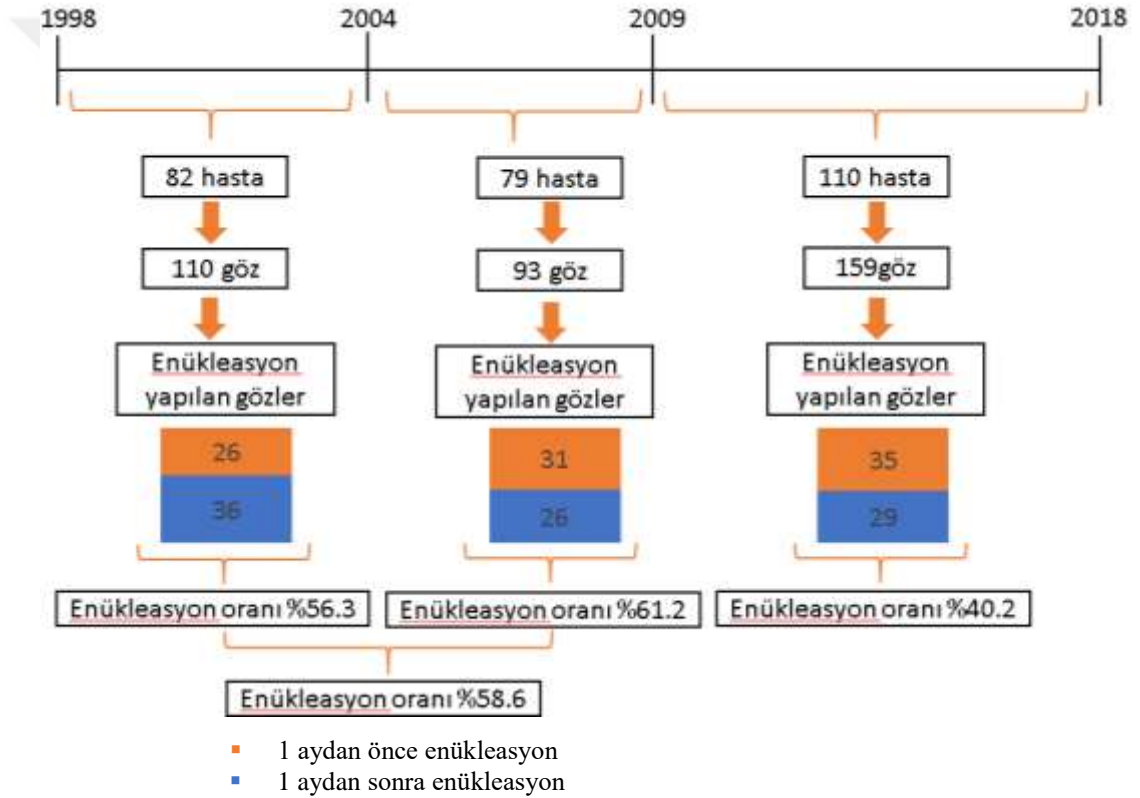 1998 2004 2009 2018
82 hasta 79 hasta 110 hasta
110 göz 93 göz 159göz
Enükleasyon Enükleasyon Enükleasyon
yapılan gözler yapılan gözler yapılan gözler
26 31 35
36 26 29
Enükleasyon oranı %56.3 Enükleasyon oranı %61.2 Enükleasyon oranı %40.2
Enükleasyon oranı %58.6
1 aydan önce enükleasyon
1 aydan sonra enükleasyon